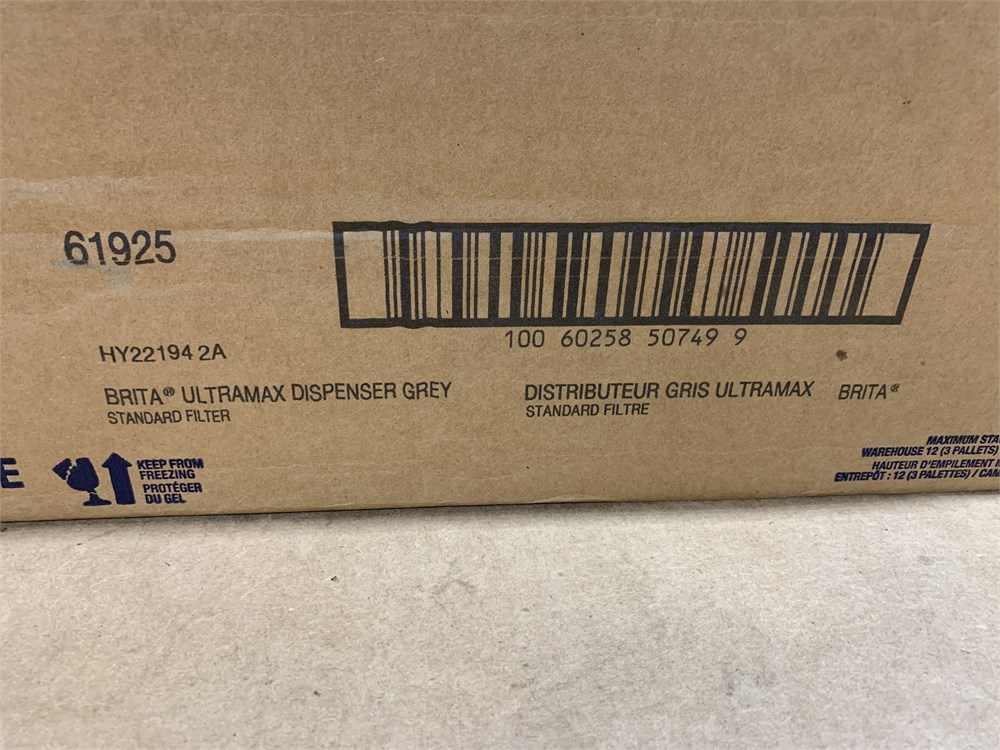 61925
100 60258 50749 9
HY22194 2A
BRITA® ULTRAMAX DISPENSER GREY
STANDARD FILTER
DISTRIBUTEUR GRIS ULTRAMAX BRITA®
STANDARD FILTRE
E
KEEP FROM
FREEZING
PROTÉGER
DU GEL
MAXIMUM STA
WAREHOUSE 12 (3 PALLETS)
HAUTEUR D'EMPILEMENT M
ENTREPÔT : 12 (3 PALETTES) / CAM